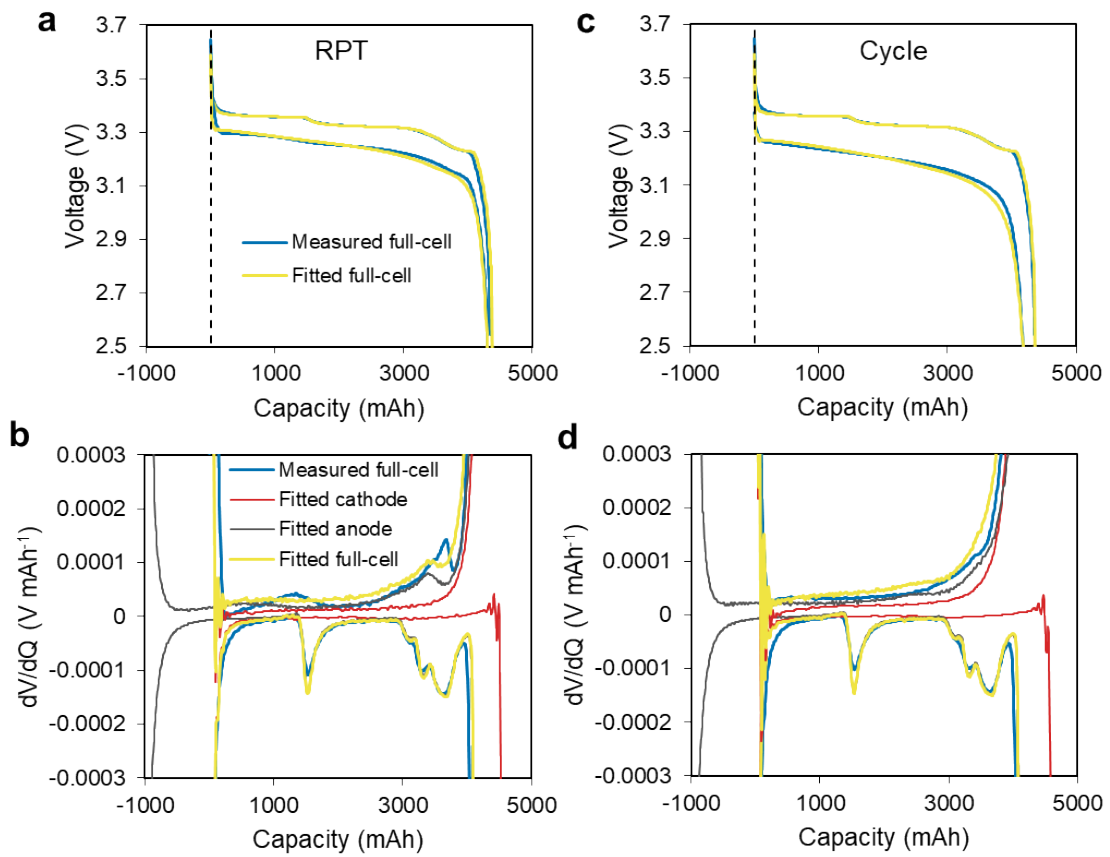 a
RPT
Voltage (V)
3.7
3.5
3.3
3.1
2.9
2.7
2.5
Measured full-cell
Fitted full-cell
-1000
1000
3000
5000
Capacity (mAh)
c
Cycle
Voltage (V)
3.7
3.5
3.3
3.1
2.9
2.7
2.5
-1000
1000
3000
5000
Capacity (mAh)
b
dV/dQ (V mAh⁻¹)
0.0003
0.0002
0.0001
0
-0.0001
-0.0002
-0.0003
Measured full-cell
Fitted cathode
Fitted anode
Fitted full-cell
-1000
1000
3000
5000
Capacity (mAh)
d
dV/dQ (V mAh⁻¹)
0.0003
0.0002
0.0001
0
-0.0001
-0.0002
-0.0003
-1000
1000
3000
5000
Capacity (mAh)